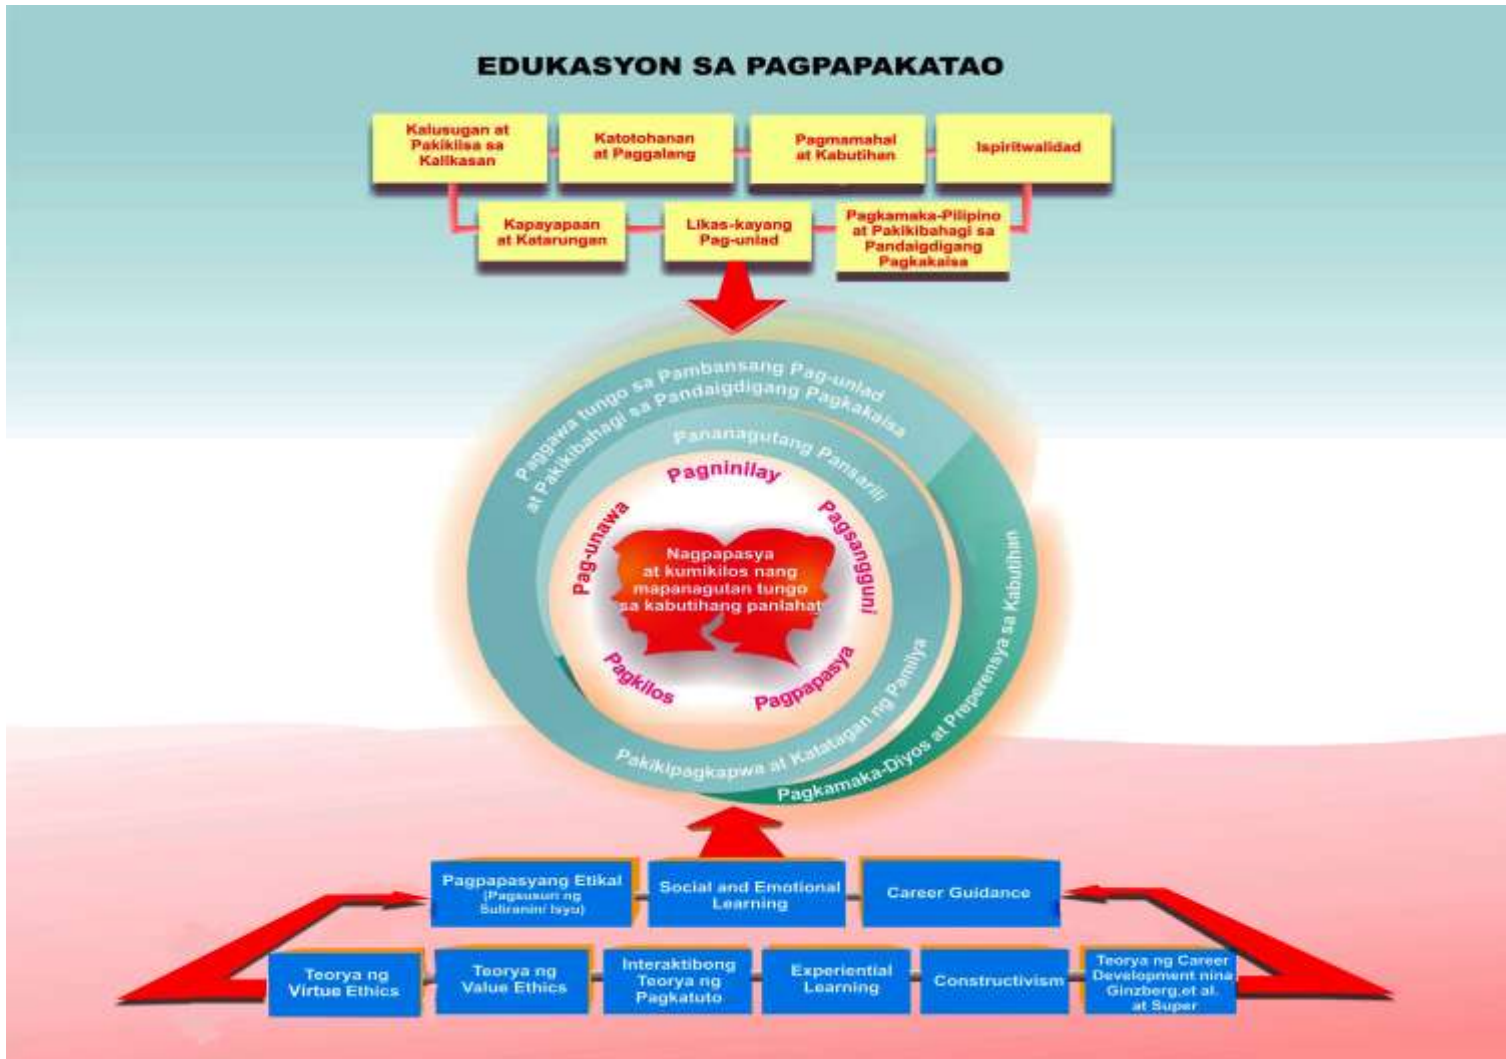 EDUKASYON SA PAGPAPAKATAO
Kalusugan at
Pakikiisa sa
Kalikasan
Katotohanan
at Paggalang
Pagmamahal
at Kabutihan
Ispiritwalidad
Kapayapaan
at Katarungan
Likas-kayang
Pag-unlad
Pagkamaka-Pilipino
at Pakikibahagi sa
Pandaigdigang
Pagkakaisa
Paggawa tungo sa Pambansang Pag-unlad
at Pakikibahagi sa Pandaigdigang Pagkakaisa
Pananagutang Pansarili
Pagninilay
Pag-unawa
Pagsangguni
Nagpapasya
at kumikilos nang
mapanagutan tungo
sa kabutihang panlahat
Pagkilos
Pagpapasya
Pakikipagkapwa at Katatagan ng Pamilya
Pagkamaka-Diyos at Preperensya sa Kabutihan
Pagpapasyang Etikal
(Pagsusuri ng
Suliranin/ Isyu)
Social and Emotional
Learning
Career Guidance
Teorya ng
Virtue Ethics
Teorya ng
Value Ethics
Interaktibong
Teorya ng
Pagkatuto
Experiential
Learning
Constructivism
Teorya ng Career
Development nina
Ginzberg,et al.
at Super